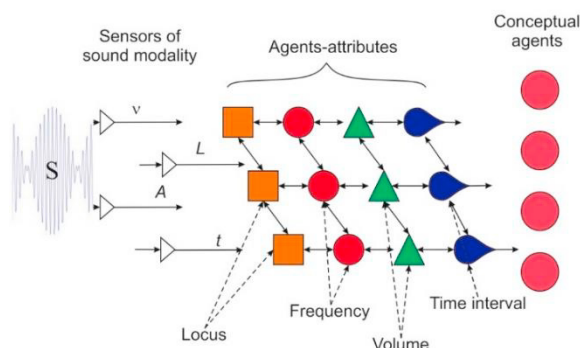 Sensors of
sound modality
Agents-attributes
Conceptual
agents
ν
L
S
A
t
Locus
Frequency
Volume
Time interval